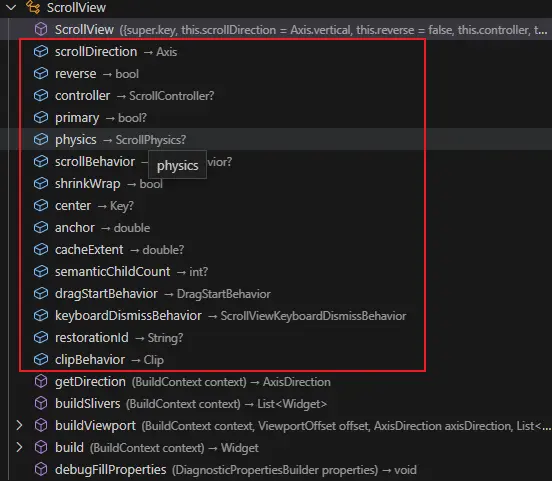 ScrollView
ScrollView ({super.key, this.scrollDirection = Axis.vertical, this.reverse = false, this.controller, t...
scrollDirection → Axis
reverse → bool
controller → ScrollController?
primary → bool?
physics → ScrollPhysics?
scrollBehavior → vior?
physics
shrinkWrap → bool
center → Key?
anchor → double
cacheExtent → double?
semanticChildCount → int?
dragStartBehavior → DragStartBehavior
keyboardDismissBehavior → ScrollViewKeyboardDismissBehavior
restorationId → String?
clipBehavior → Clip
getDirection (BuildContext context) → AxisDirection
buildSlivers (BuildContext context) → List<Widget>
buildViewport (BuildContext context, ViewportOffset offset, AxisDirection axisDirection, List<...
build (BuildContext context) → Widget
debugFillProperties (DiagnosticPropertiesBuilder properties) → void